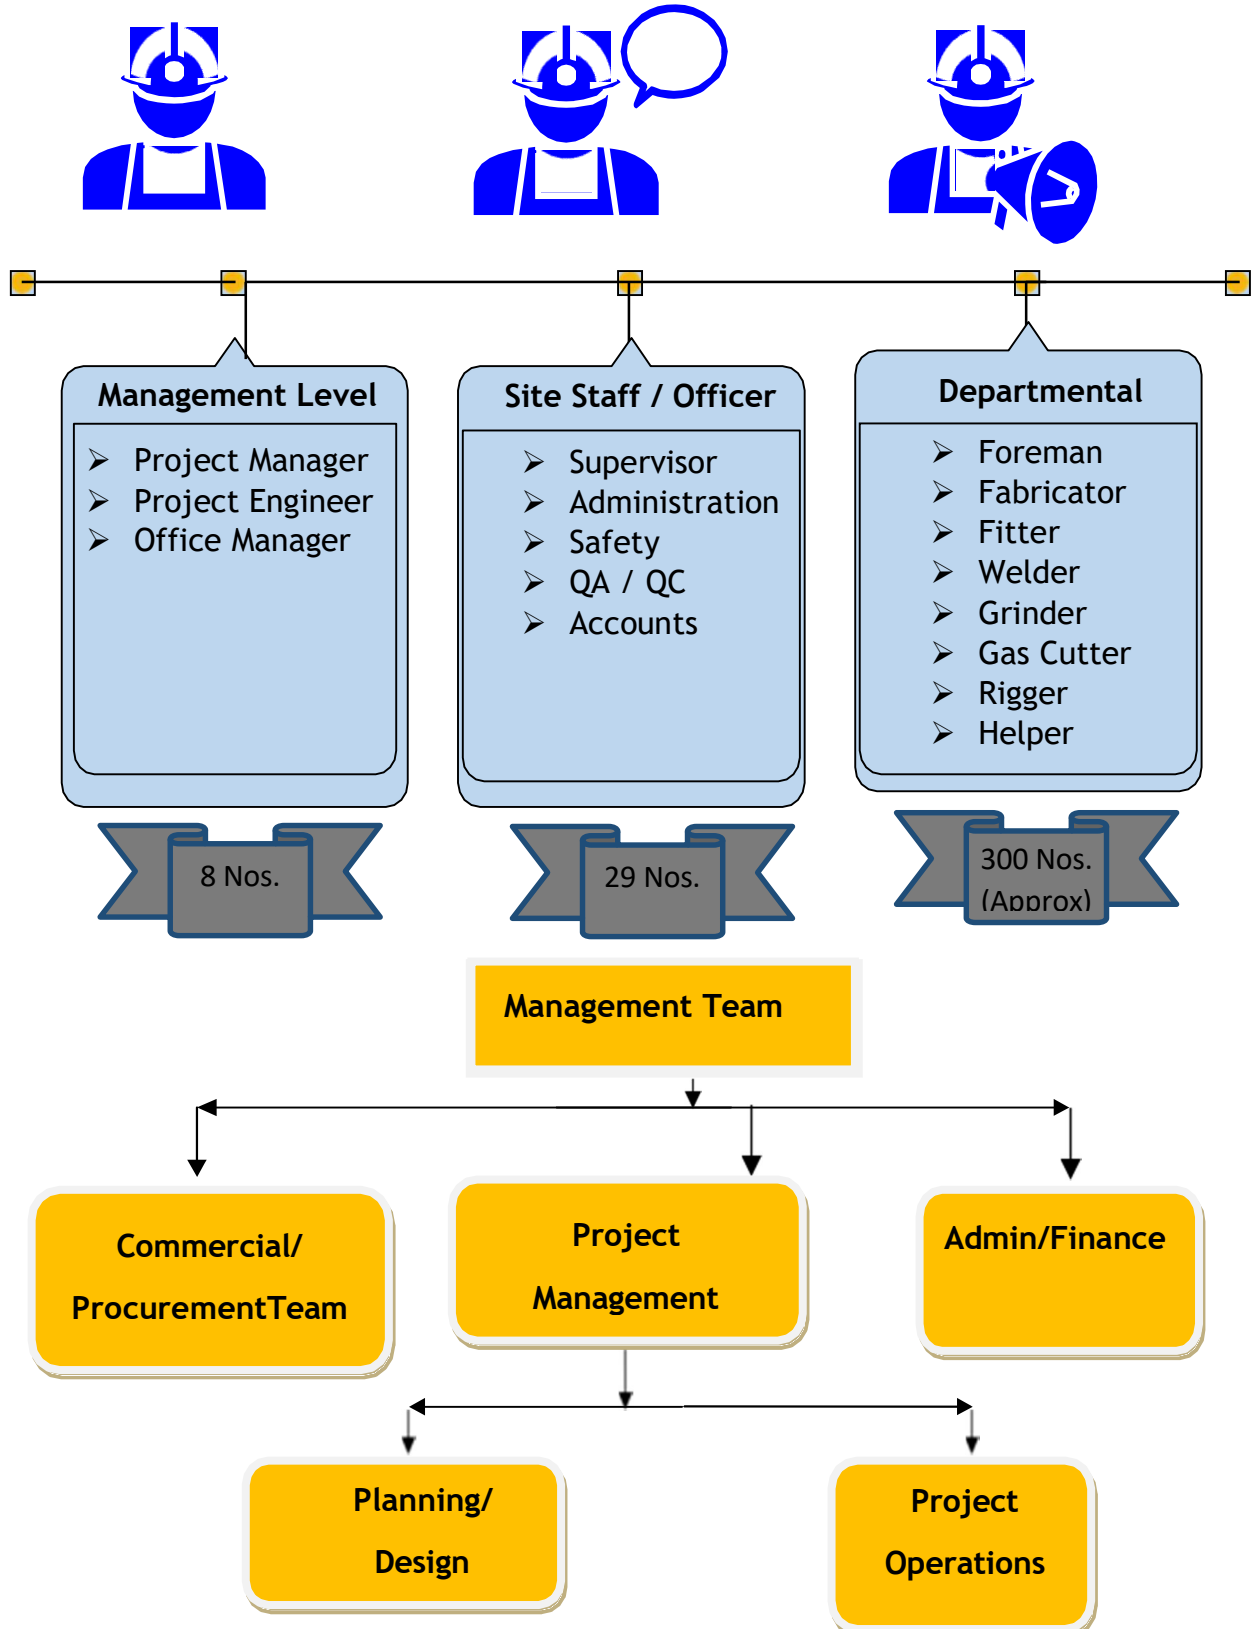 Management Level
Project Manager
Project Engineer
Office Manager
Site Staff / Officer
Supervisor
Administration
Safety
QA / QC
Accounts
Departmental
Foreman
Fabricator
Fitter
Welder
Grinder
Gas Cutter
Rigger
Helper
8 Nos.
29 Nos.
300 Nos.
(Approx)
Management Team
Commercial/
ProcurementTeam
Project
Management
Admin/Finance
Planning/
Design
Project
Operations